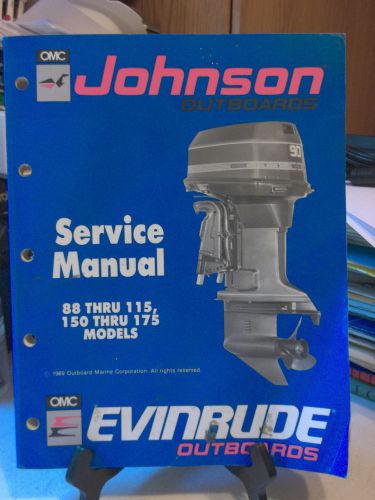 OMC
Johnson
OUTBOARDS
90
Service
Manual
88 THRU 115,
150 THRU 175
MODELS
© 1989 Outboard Marine Corporation. All rights reserved.
OMC
EVINRUDE
OUTBOARDS